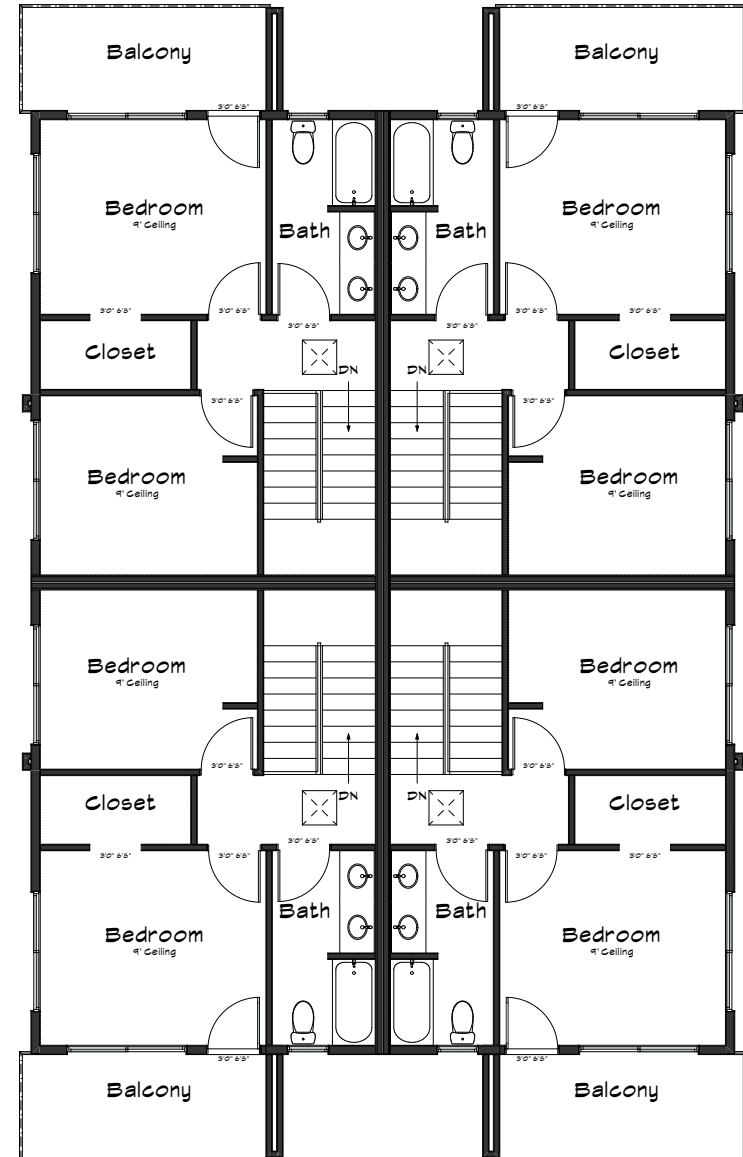 Balcony
Balcony
3'0" 6'8"
3'0" 6'8"
Bedroom
9' Ceiling
Bedroom
9' Ceiling
Bath
Bath
3'0" 6'8"
3'0" 6'8"
3'0" 6'8"
3'0" 6'8"
3'0" 6'8"
3'0" 6'8"
Closet
Closet
DN
DN
3'0" 6'8"
3'0" 6'8"
Bedroom
9' Ceiling
Bedroom
9' Ceiling
Bedroom
9' Ceiling
Bedroom
9' Ceiling
3'0" 6'8"
3'0" 6'8"
DN
DN
Closet
Closet
3'0" 6'8"
3'0" 6'8"
3'0" 6'8"
3'0" 6'8"
3'0" 6'8"
3'0" 6'8"
Bath
Bath
Bedroom
9' Ceiling
Bedroom
9' Ceiling
3'0" 6'8"
3'0" 6'8"
Balcony
Balcony